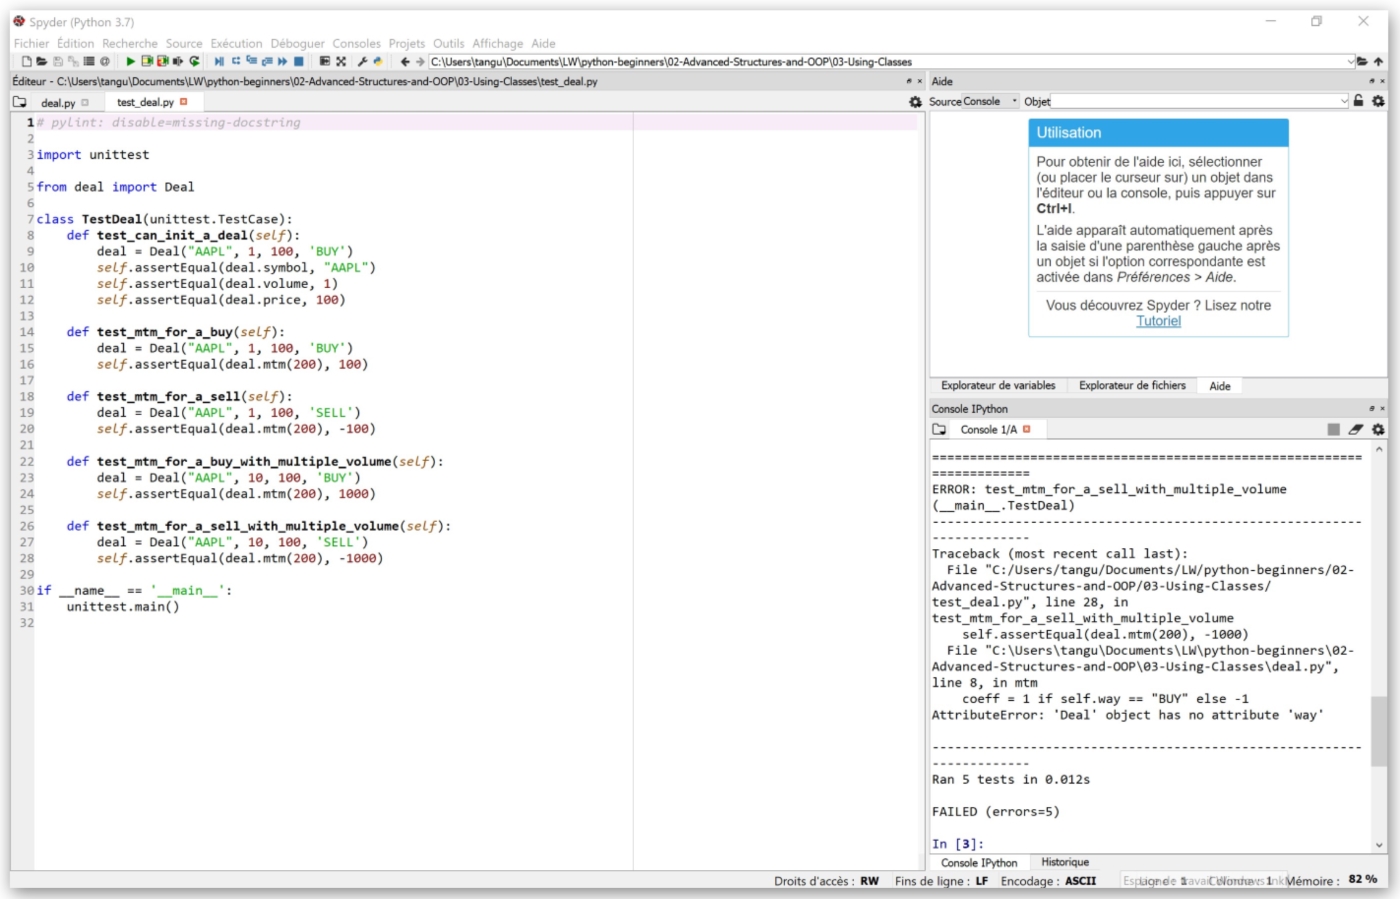 Spyder (Python 3.7)
Fichier Édition Recherche Source Exécution Déboguer Consoles Projets Outils Affichage Aide
C:\Users\tangu\Documents\LW\python-beginners\02-Advanced-Structures-and-OOP\03-Using-Classes
Éditeur - C:\Users\tangu\Documents\LW\python-beginners\02-Advanced-Structures-and-OOP\03-Using-Classes\test_deal.py
deal.py test_deal.py
1 # pylint: disable=missing-docstring
2
3 import unittest
4
5 from deal import Deal
6
7 class TestDeal(unittest.TestCase):
8     def test_can_init_a_deal(self):
9         deal = Deal("AAPL", 1, 100, 'BUY')
10         self.assertEqual(deal.symbol, "AAPL")
11         self.assertEqual(deal.volume, 1)
12         self.assertEqual(deal.price, 100)
13
14     def test_mtm_for_a_buy(self):
15         deal = Deal("AAPL", 1, 100, 'BUY')
16         self.assertEqual(deal.mtm(200), 100)
17
18     def test_mtm_for_a_sell(self):
19         deal = Deal("AAPL", 1, 100, 'SELL')
20         self.assertEqual(deal.mtm(200), -100)
21
22     def test_mtm_for_a_buy_with_multiple_volume(self):
23         deal = Deal("AAPL", 10, 100, 'BUY')
24         self.assertEqual(deal.mtm(200), 1000)
25
26     def test_mtm_for_a_sell_with_multiple_volume(self):
27         deal = Deal("AAPL", 10, 100, 'SELL')
28         self.assertEqual(deal.mtm(200), -1000)
29
30 if __name__ == '__main__':
31     unittest.main()
32
Aide
Source Console Objet
Utilisation
Pour obtenir de l'aide ici, sélectionner
(ou placer le curseur sur) un objet dans
l'éditeur ou la console, puis appuyer sur
Ctrl+I.
L'aide apparaît automatiquement après
la saisie d'une parenthèse gauche après
un objet si l'option correspondante est
activée dans Préférences > Aide.
Vous découvrez Spyder ? Lisez notre
Tutoriel
Explorateur de variables Explorateur de fichiers Aide
Console IPython
Console 1/A
=========================================================
=============
ERROR: test_mtm_for_a_sell_with_multiple_volume
(__main__.TestDeal)
---------------------------------------------------------
-------------
Traceback (most recent call last):
  File "C:/Users/tangu/Documents/LW/python-beginners/02-
Advanced-Structures-and-OOP/03-Using-Classes/
test_deal.py", line 28, in
test_mtm_for_a_sell_with_multiple_volume
    self.assertEqual(deal.mtm(200), -1000)
  File "C:\Users\tangu\Documents\LW\python-beginners\02-
Advanced-Structures-and-OOP\03-Using-Classes\deal.py",
line 8, in mtm
    coeff = 1 if self.way == "BUY" else -1
AttributeError: 'Deal' object has no attribute 'way'
---------------------------------------------------------
-------------
Ran 5 tests in 0.012s
FAILED (errors=5)
In [3]:
Console IPython Historique
Droits d'accès : RW Fins de ligne : LF Encodage : ASCII Mémoire : 82 %